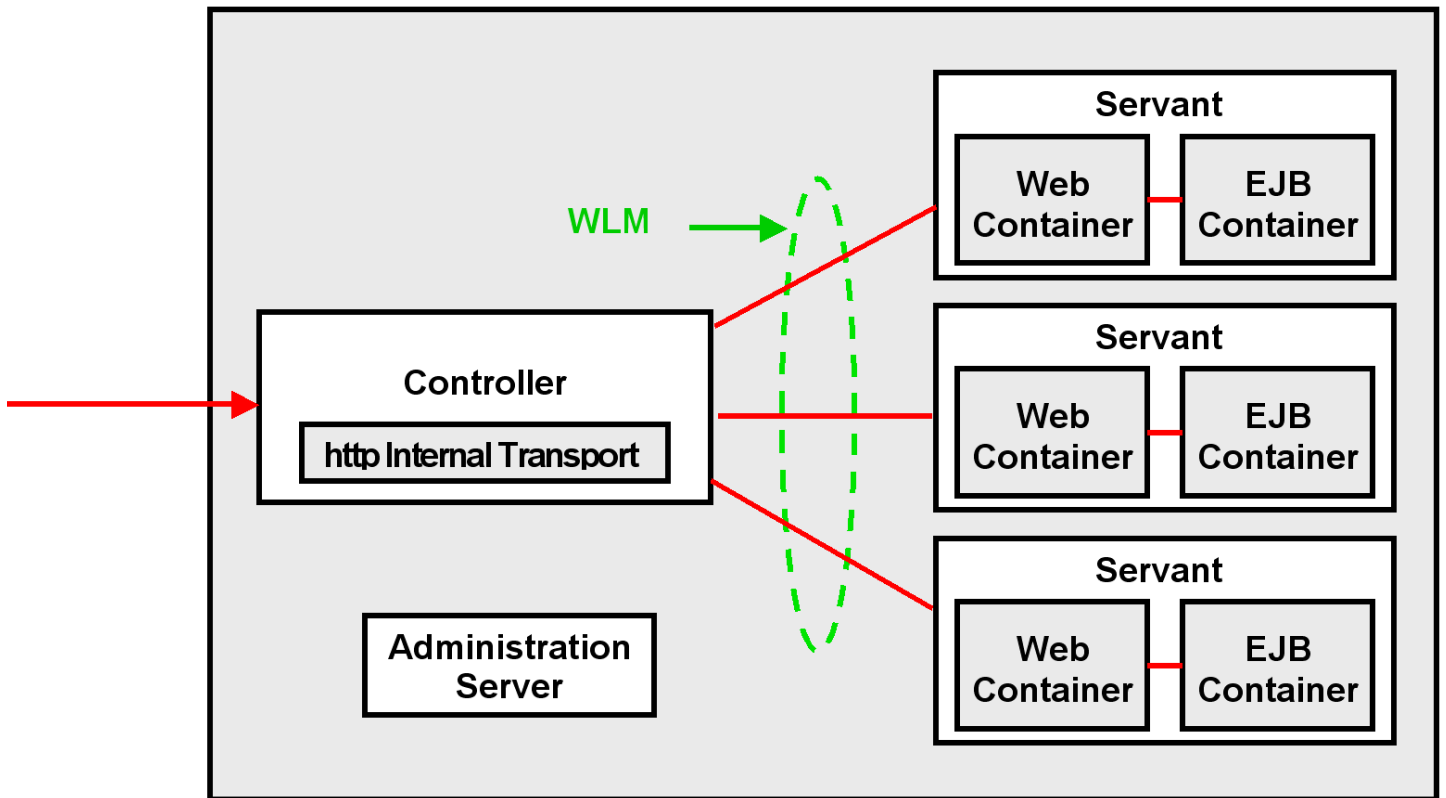 WLM
Controller
http Internal Transport
Administration
Server
Servant
Web
Container
EJB
Container
Servant
Web
Container
EJB
Container
Servant
Web
Container
EJB
Container